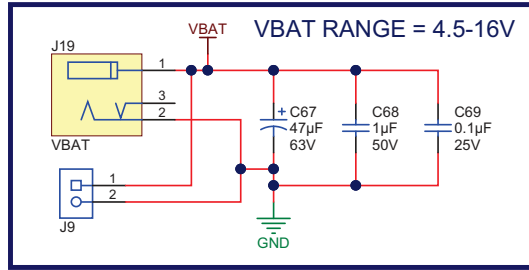 VBAT
VBAT RANGE = 4.5-16V
J19
1
3
2
VBAT
C67
47µF
63V
C68
1µF
50V
C69
0.1µF
25V
+
1
2
J9
GND